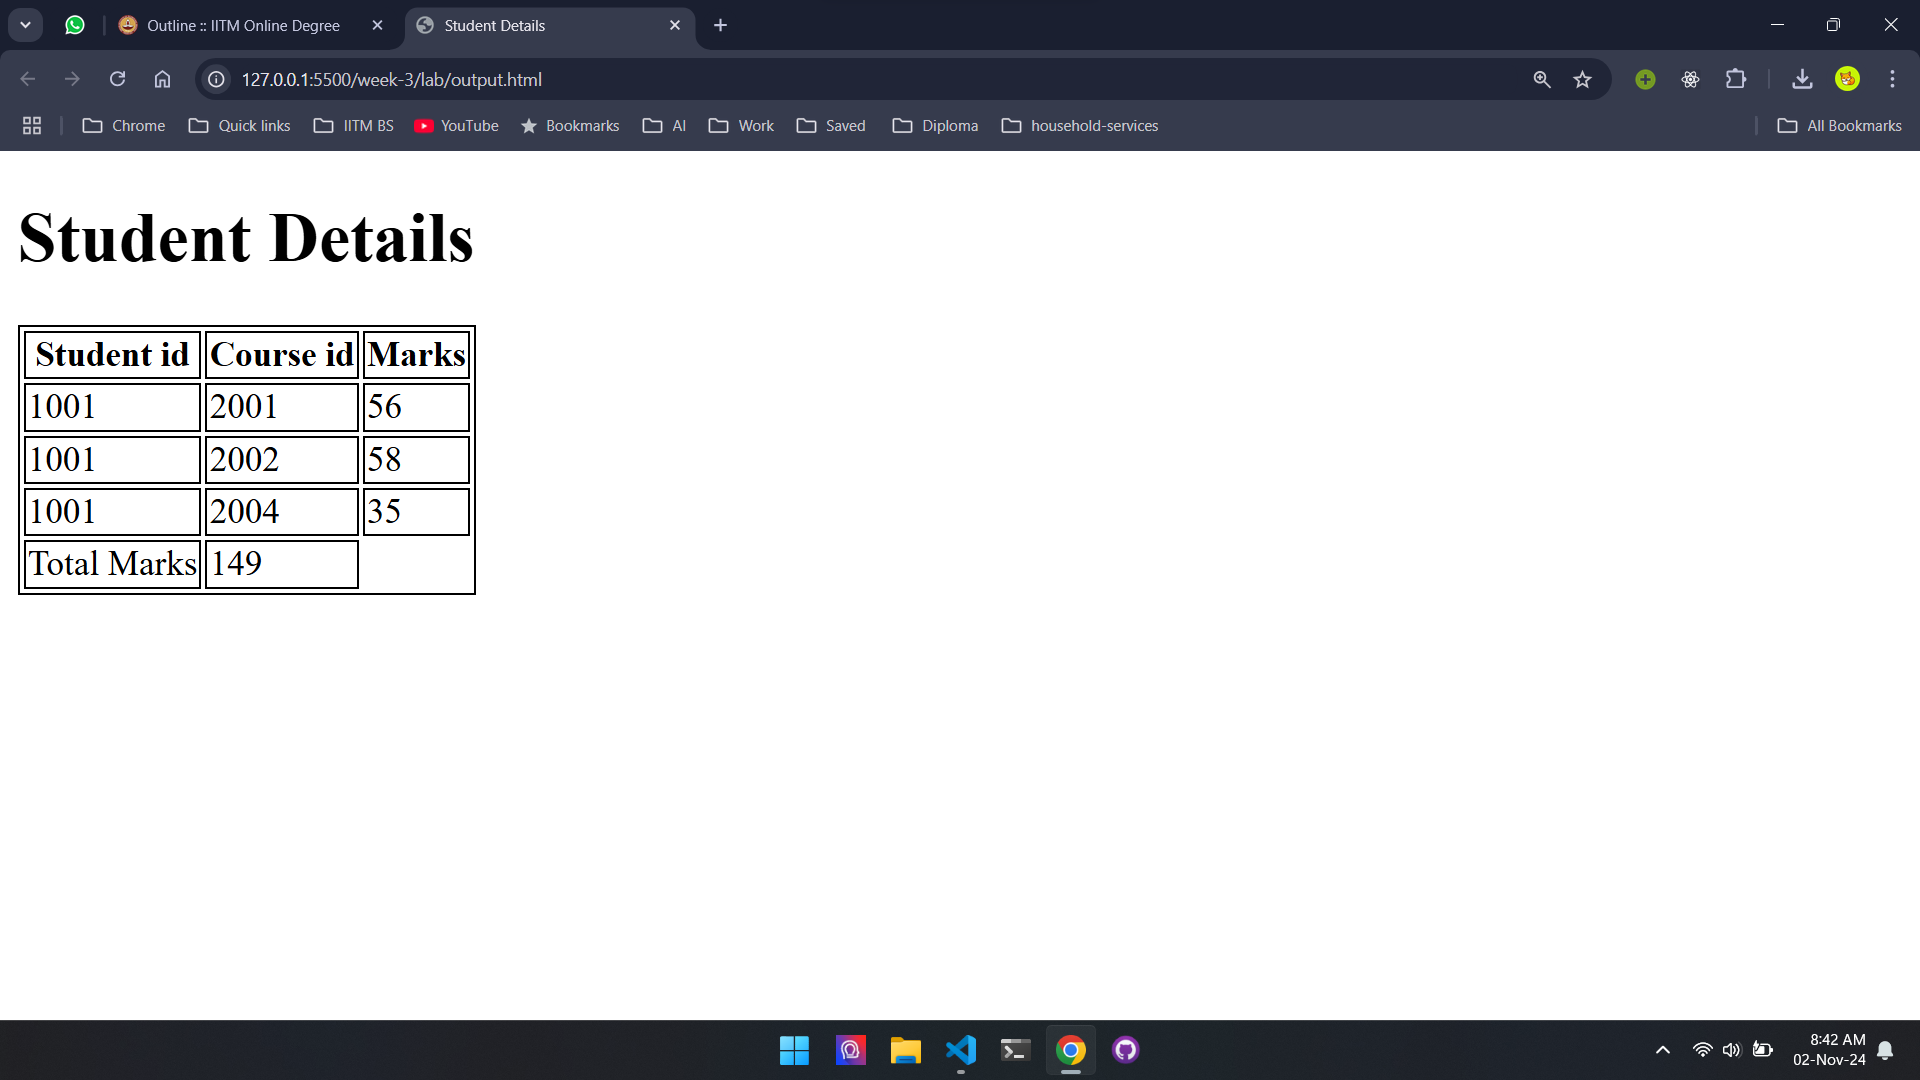 Outline :: IITM Online Degree
Student Details
127.0.0.1:5500/week-3/lab/output.html
Chrome
Quick links
IITM BS
YouTube
Bookmarks
AI
Work
Saved
Diploma
household-services
All Bookmarks
Student Details
Student id Course id Marks
1001 2001 56
1001 2002 58
1001 2004 35
Total Marks 149
8:42 AM
02-Nov-24